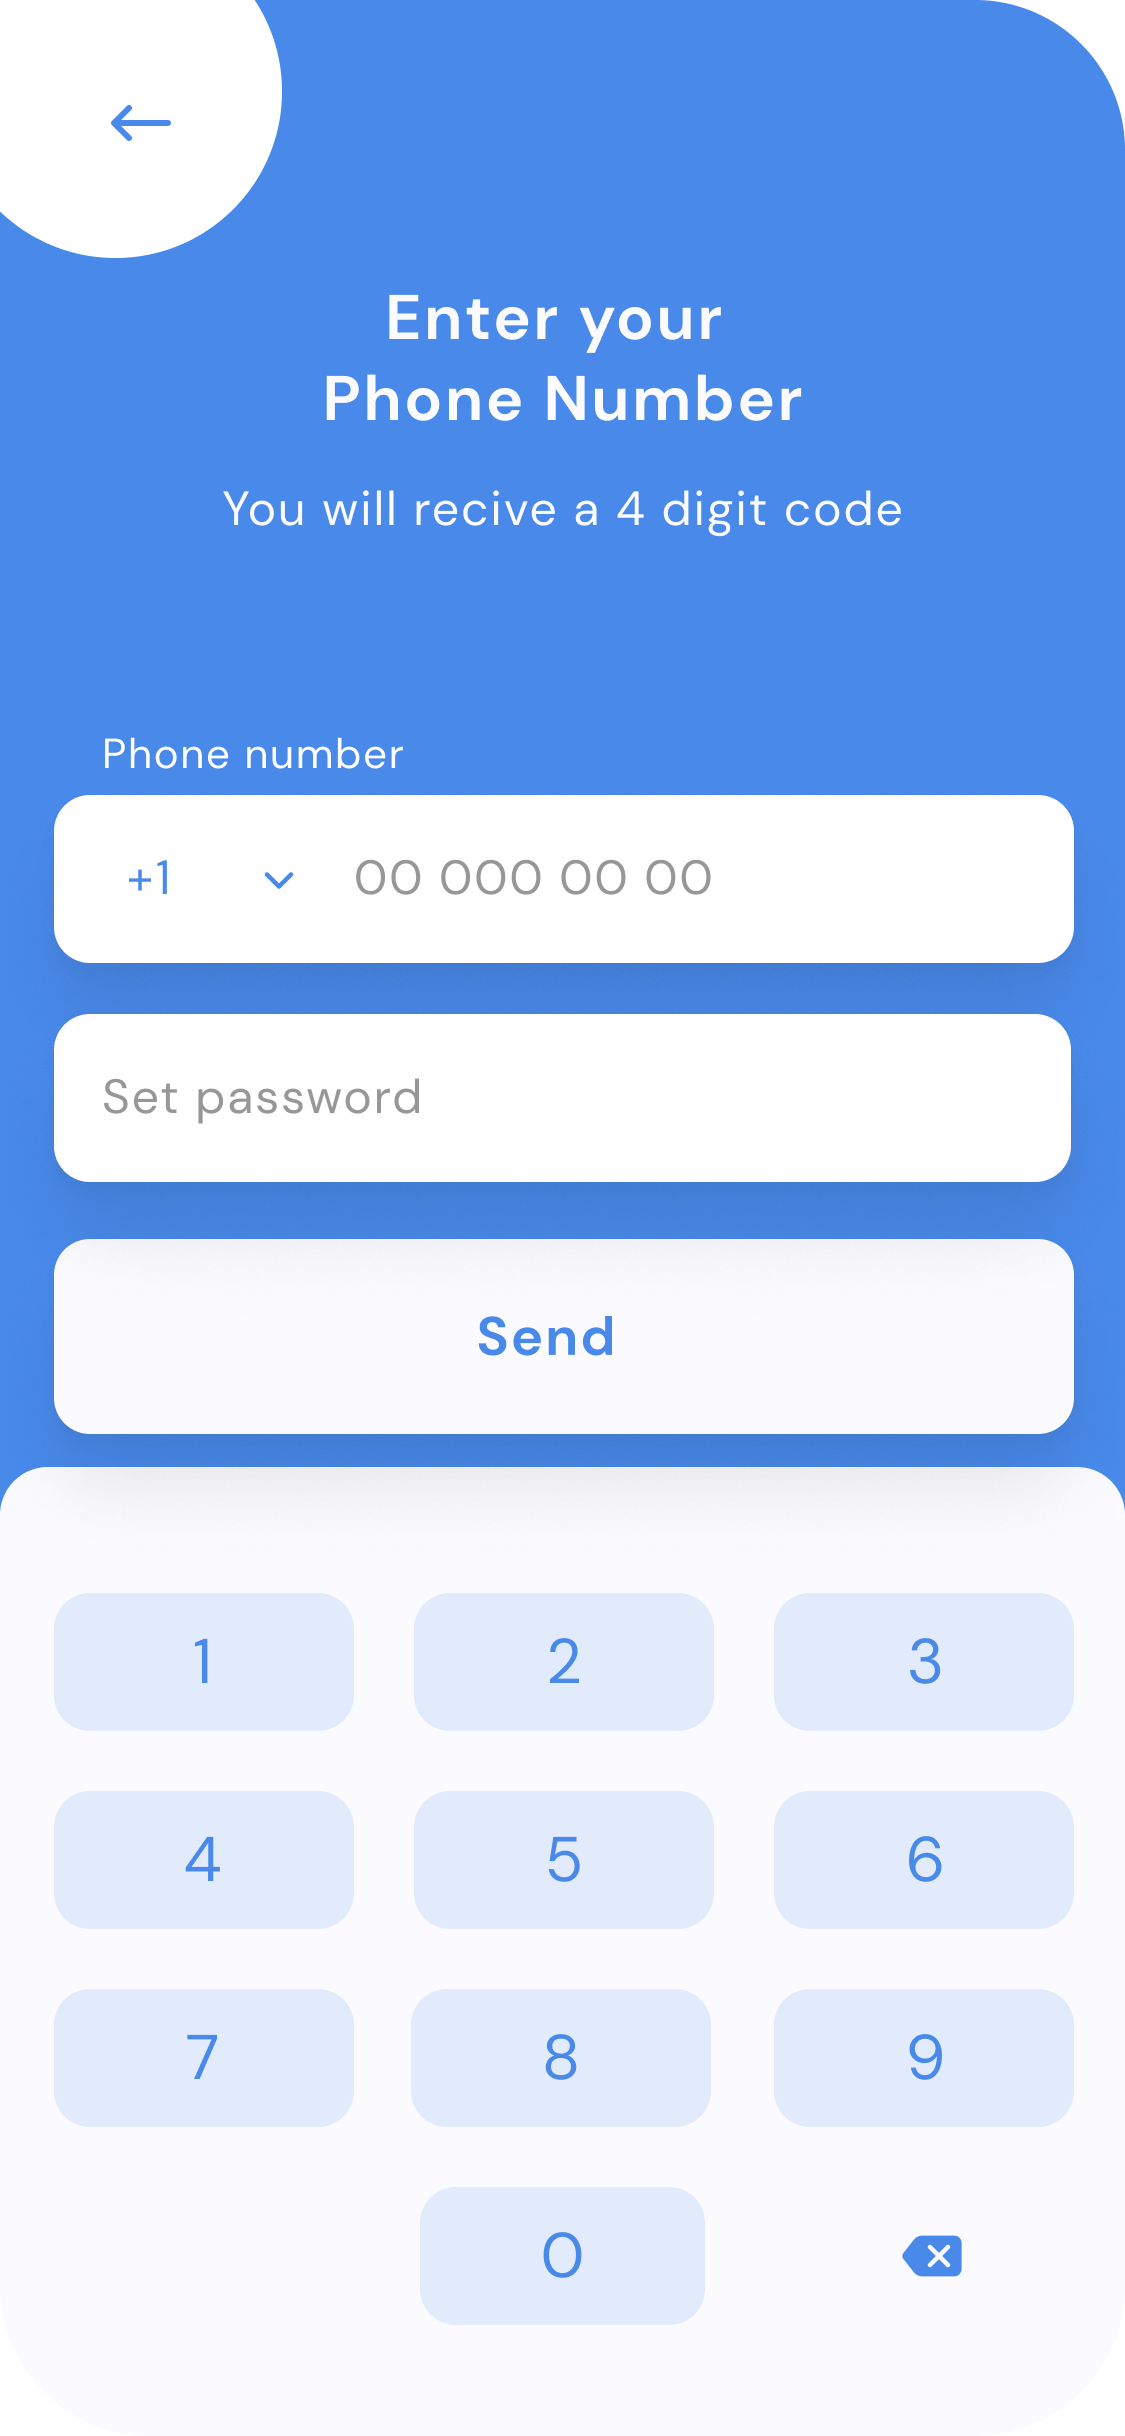 Enter your
Phone Number
You will recive a 4 digit code
Phone number
+1 00 000 00 00
Set password
Send
1 2 3
4 5 6
7 8 9
0